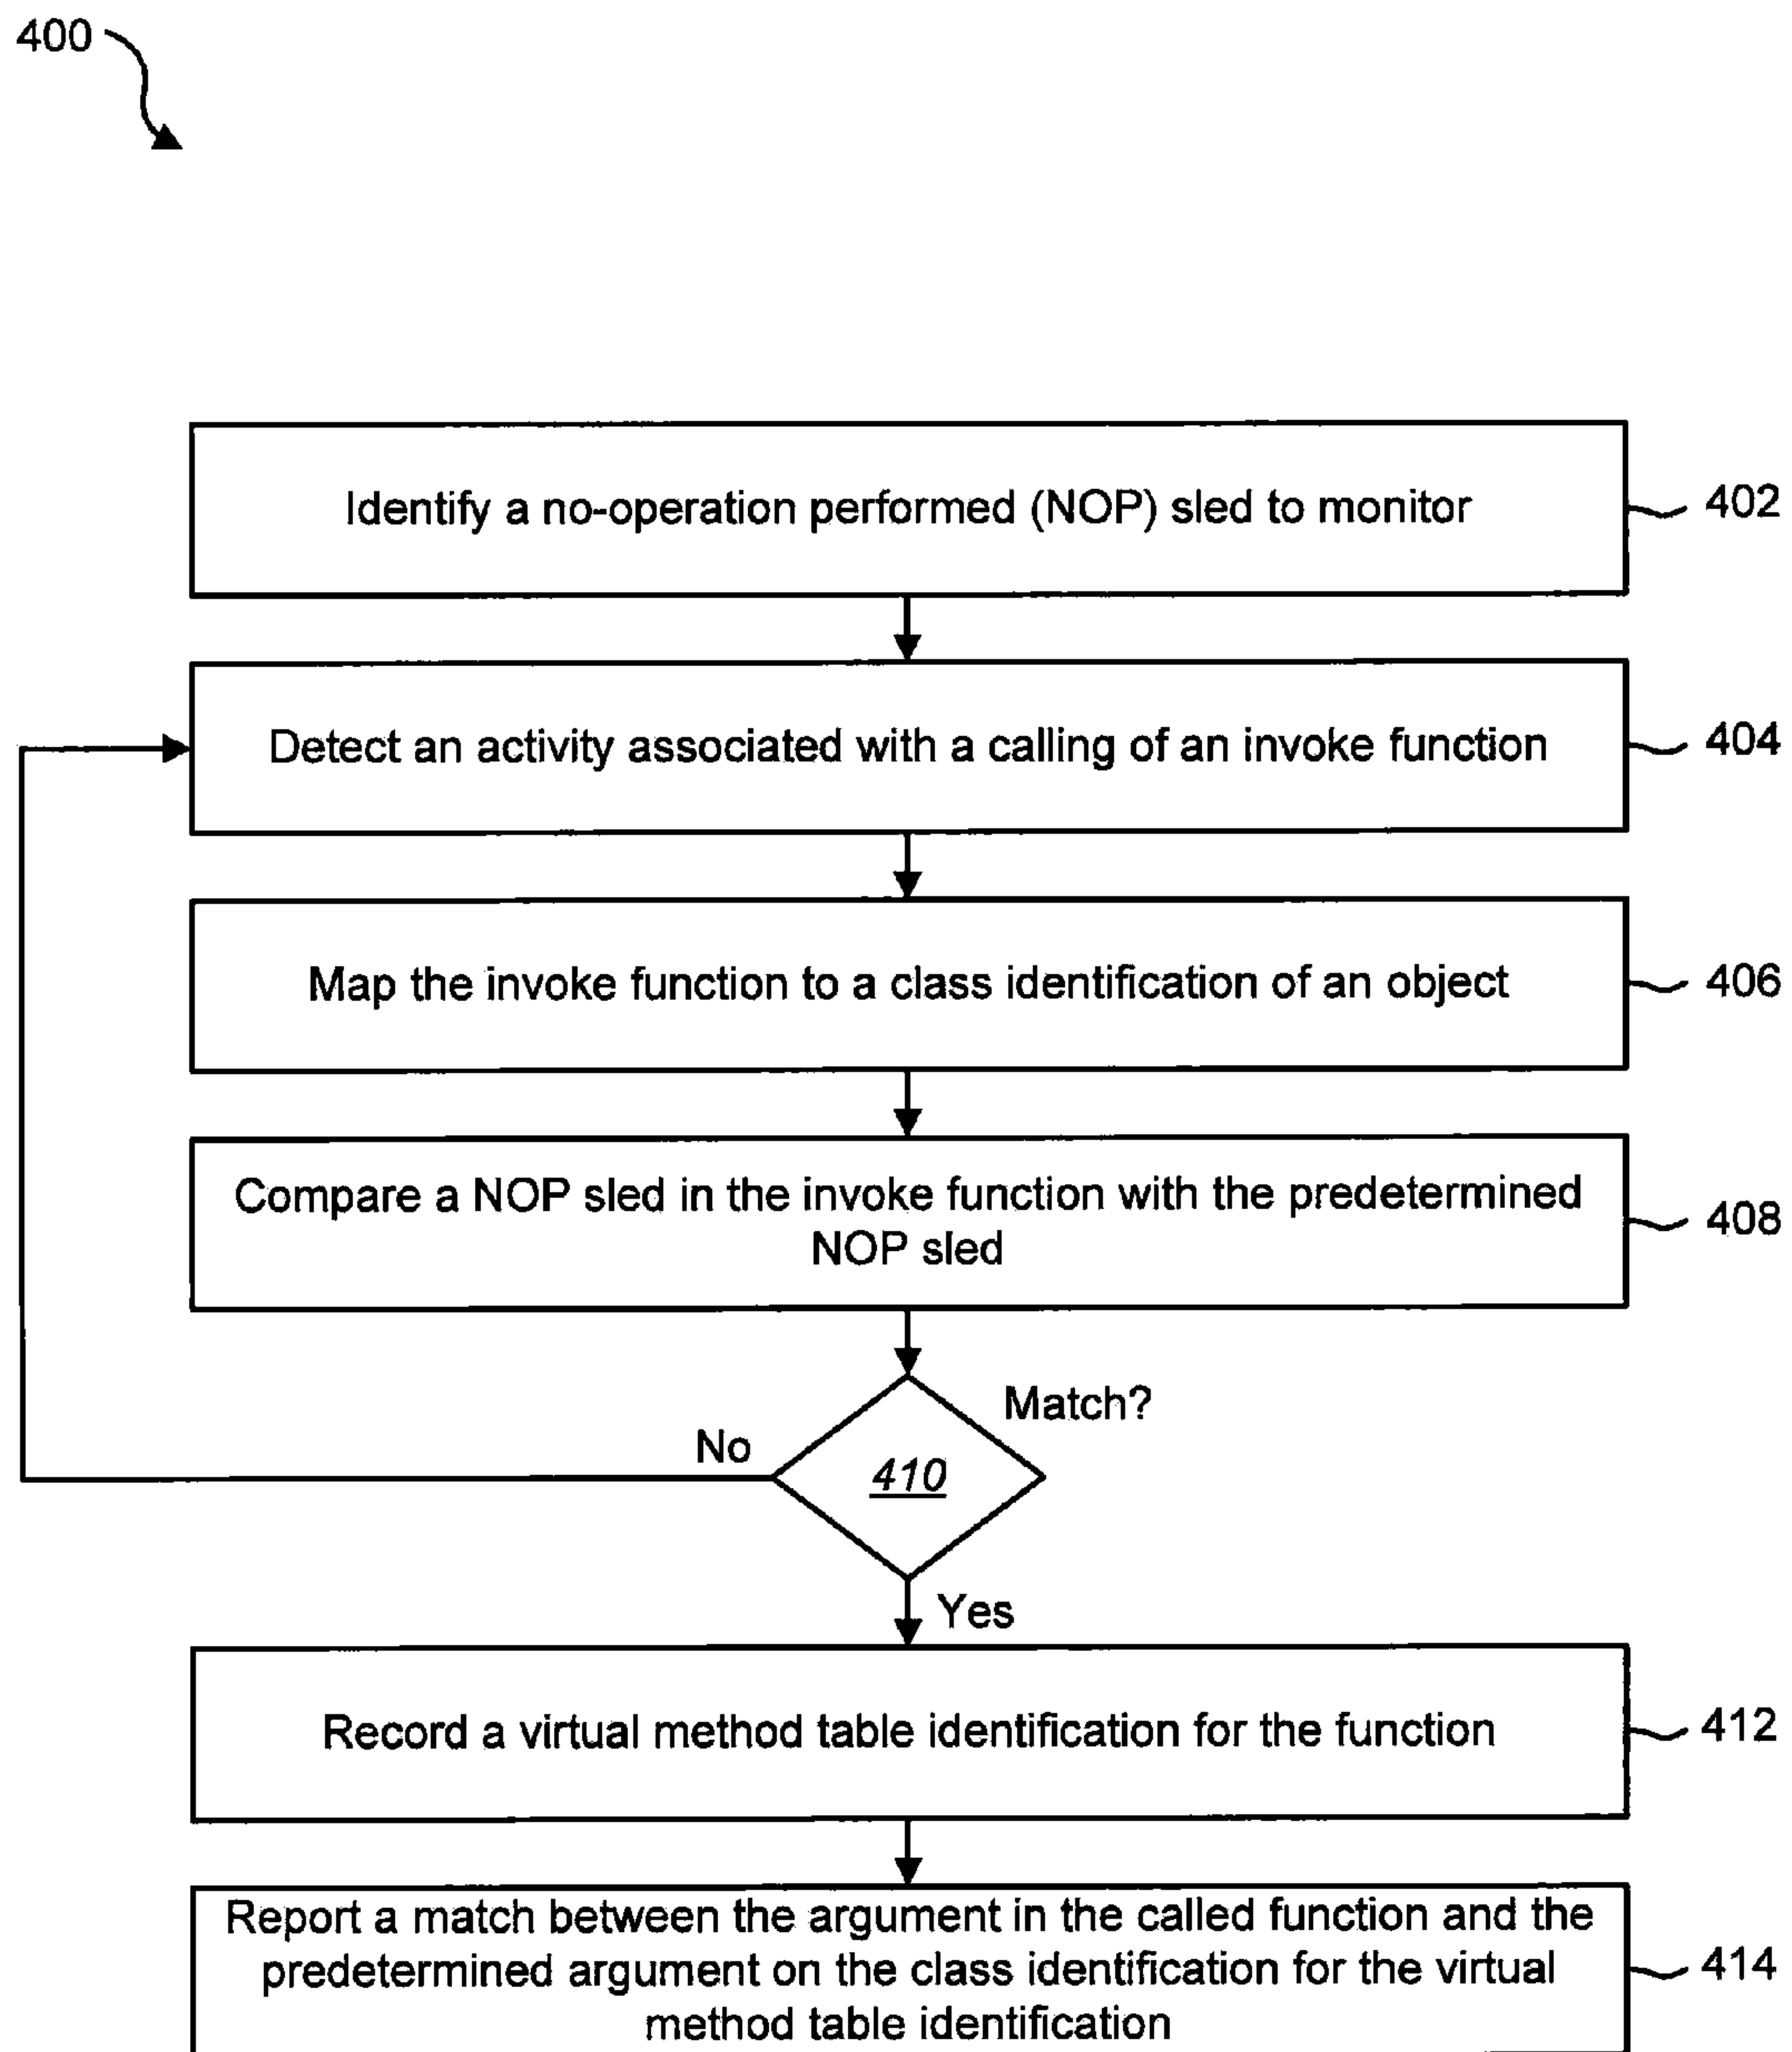 400
Identify a no-operation performed (NOP) sled to monitor
402
Detect an activity associated with a calling of an invoke function
404
Map the invoke function to a class identification of an object
406
Compare a NOP sled in the invoke function with the predetermined
NOP sled
408
Match?
No
410
Yes
Record a virtual method table identification for the function
412
Report a match between the argument in the called function and the
predetermined argument on the class identification for the virtual
method table identification
414